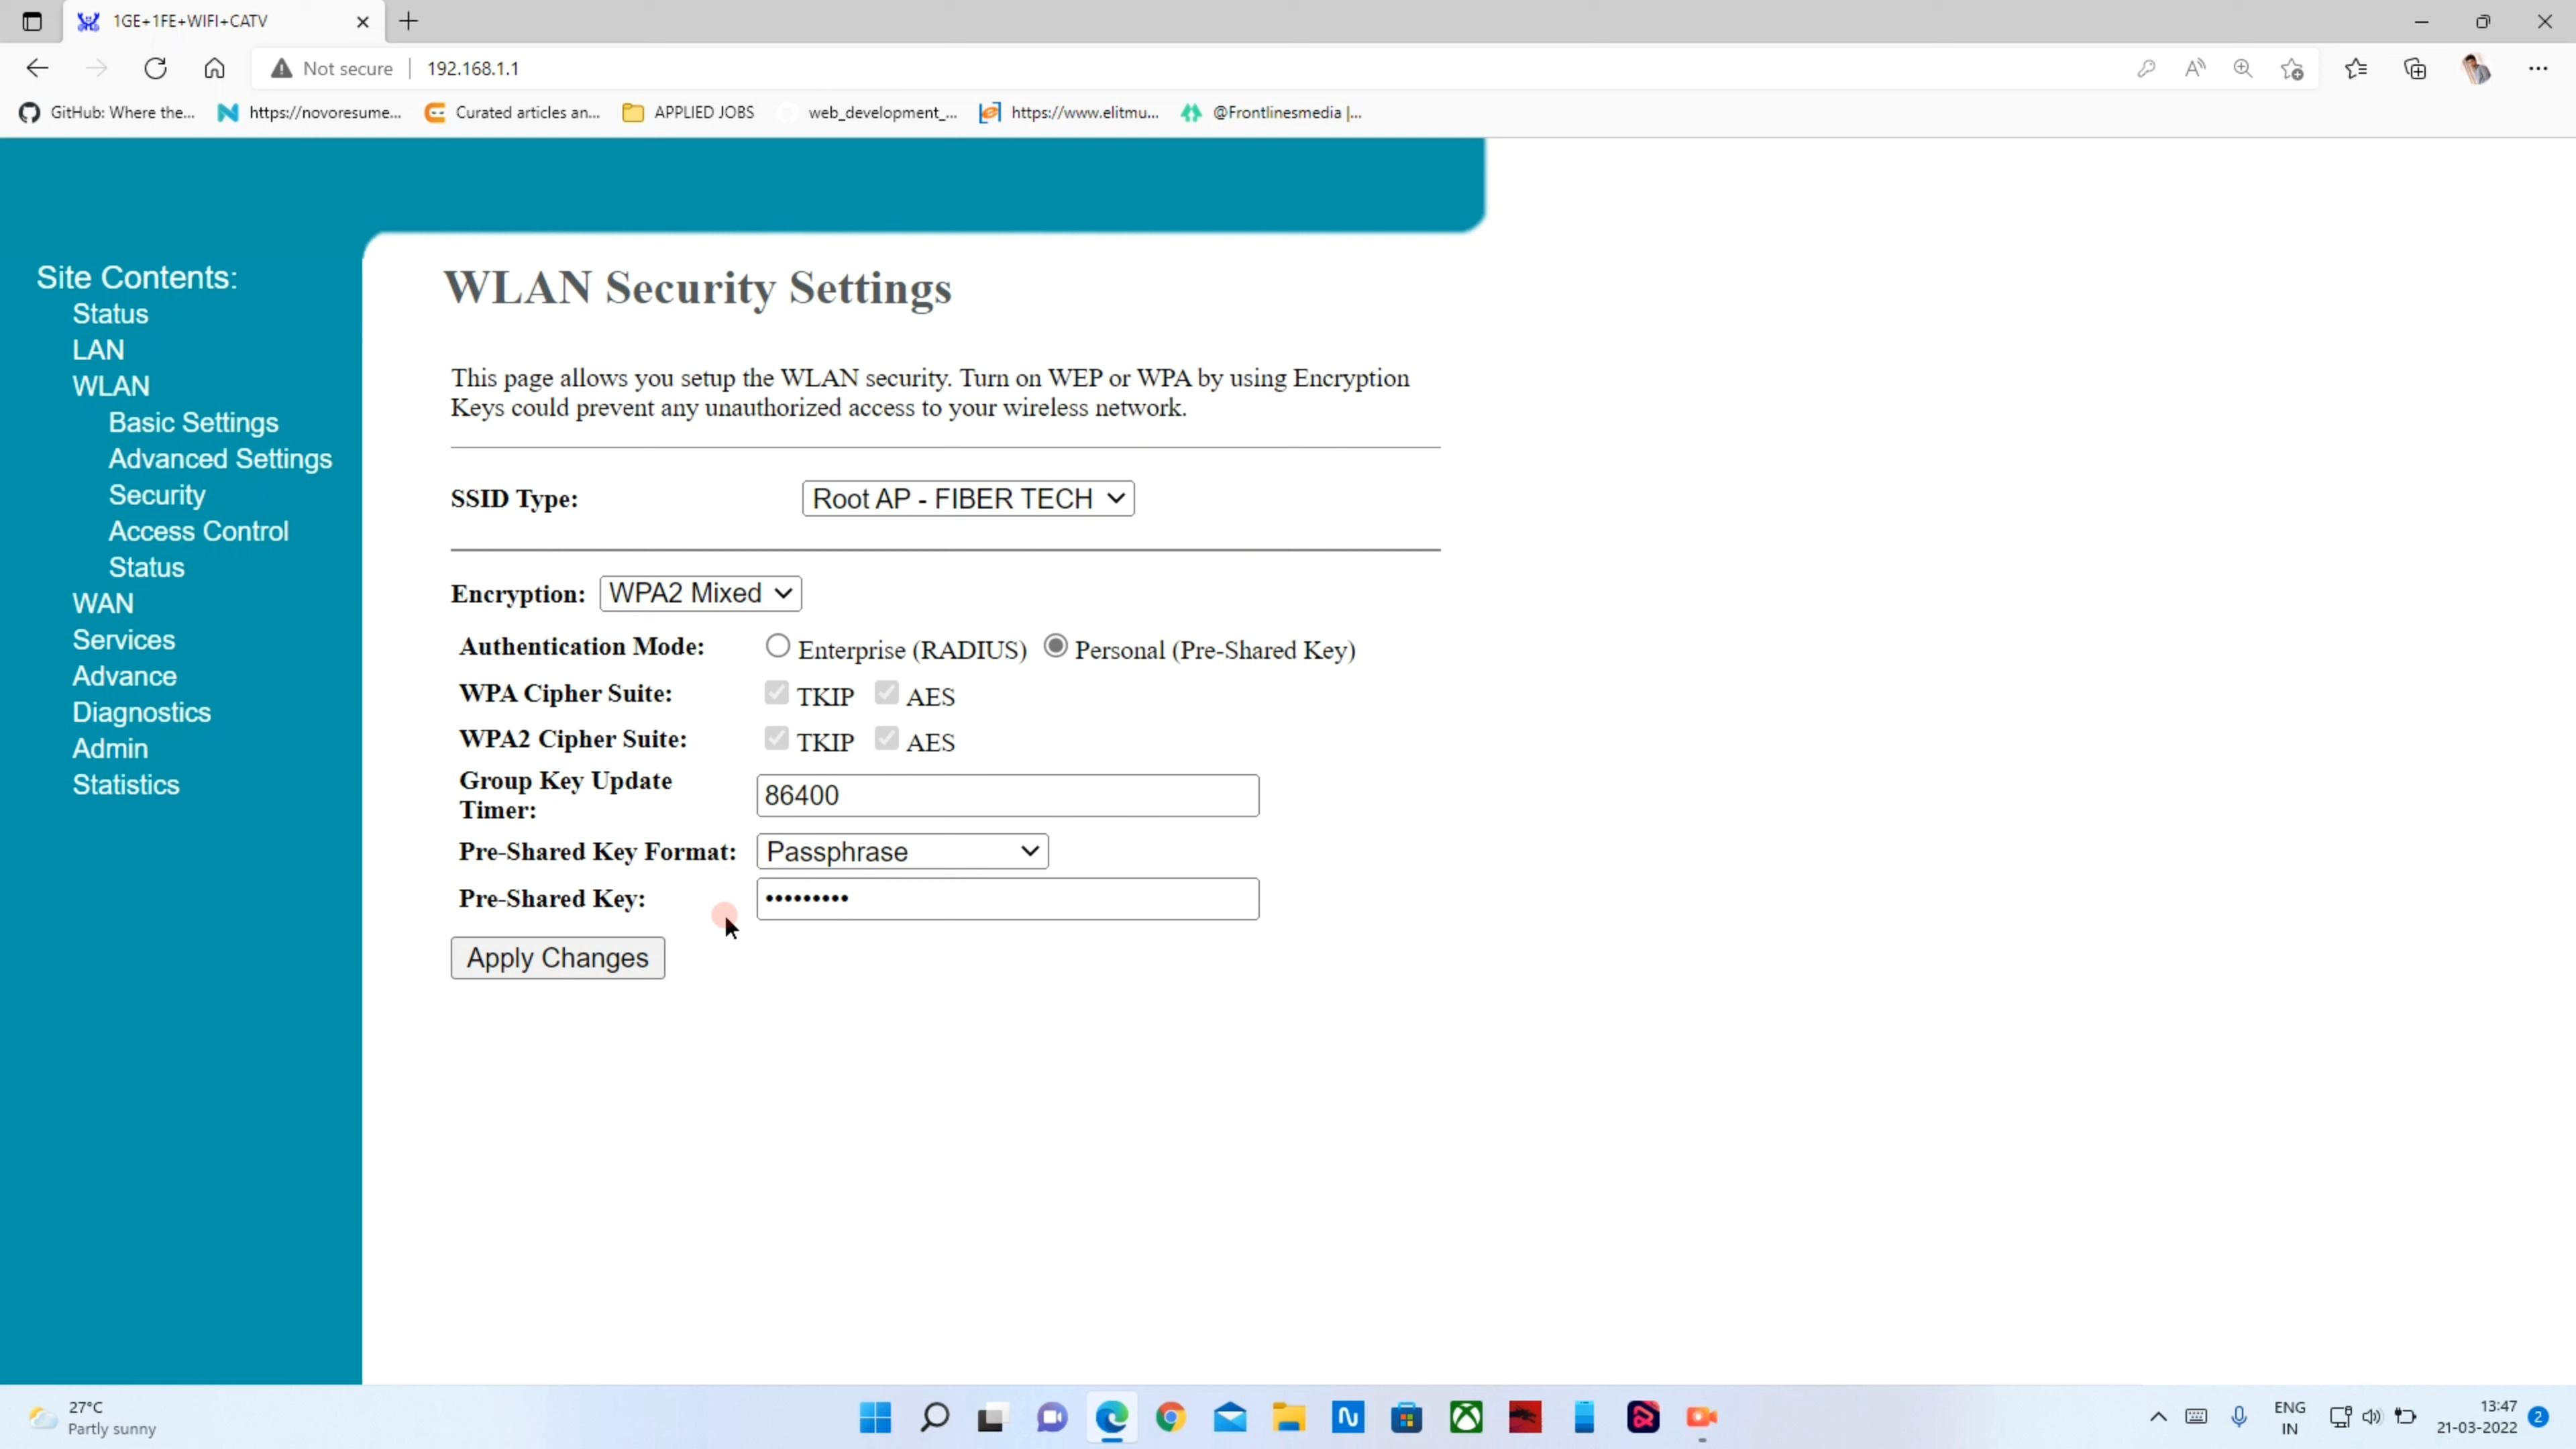 1GE+1FE+WIFI+CATV
Not secure 192.168.1.1
GitHub: Where the... https://novoresume... Curated articles an... APPLIED JOBS web_development_... https://www.elitmu... @Frontlinesmedia |...
Site Contents:
Status
LAN
WLAN
Basic Settings
Advanced Settings
Security
Access Control
Status
WAN
Services
Advance
Diagnostics
Admin
Statistics
WLAN Security Settings
This page allows you setup the WLAN security. Turn on WEP or WPA by using Encryption
Keys could prevent any unauthorized access to your wireless network.
SSID Type: Root AP - FIBER TECH
Encryption: WPA2 Mixed
Authentication Mode: Enterprise (RADIUS) Personal (Pre-Shared Key)
WPA Cipher Suite: TKIP AES
WPA2 Cipher Suite: TKIP AES
Group Key Update
Timer: 86400
Pre-Shared Key Format: Passphrase
Pre-Shared Key: •••••••••
Apply Changes
27°C
Partly sunny
ENG
IN
13:47
21-03-2022
2